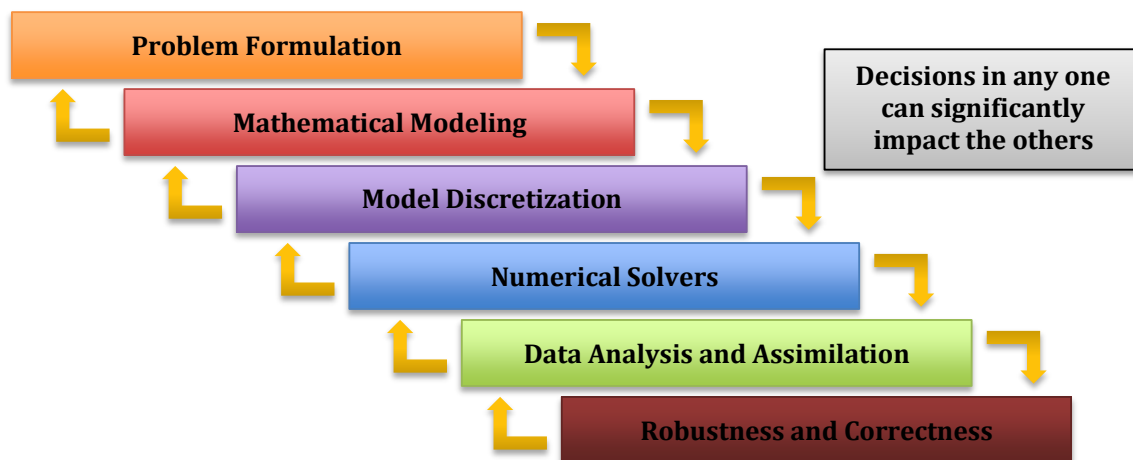 Problem Formulation
Decisions in any one
can significantly
impact the others
Mathematical Modeling
Model Discretization
Numerical Solvers
Data Analysis and Assimilation
Robustness and Correctness